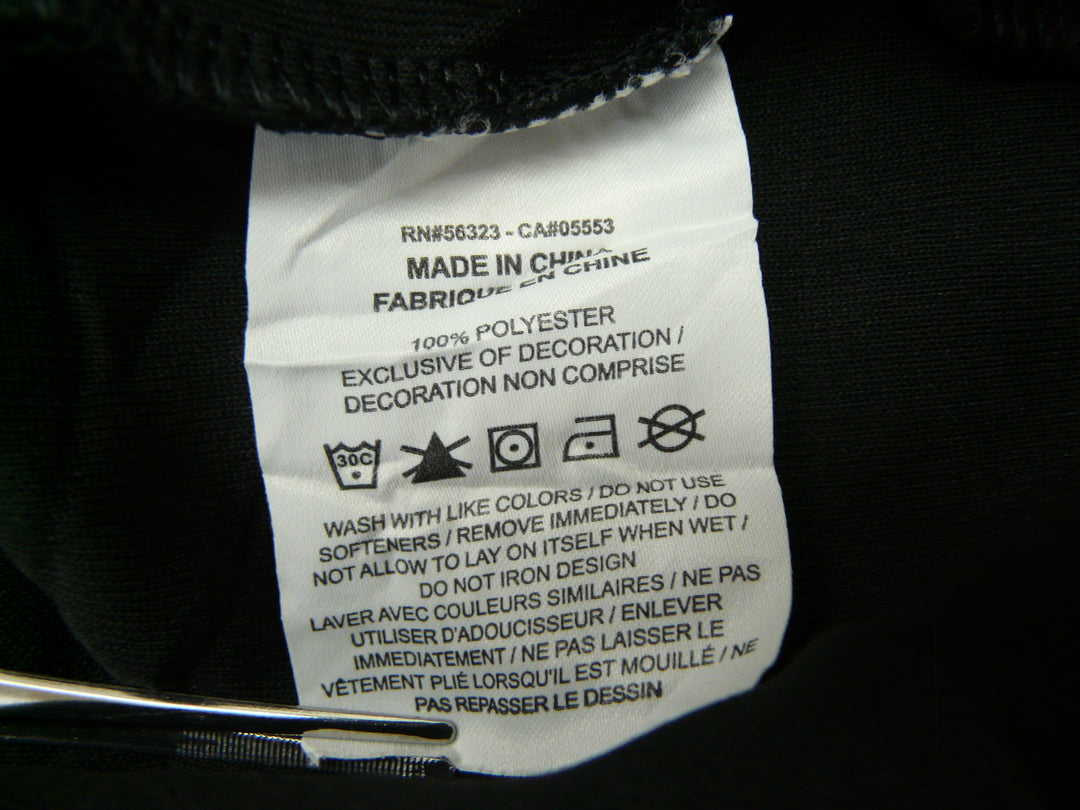 RN#56323 - CA#05553
MADE IN CHINA
FABRIQUE EN CHINE
100% POLYESTER
EXCLUSIVE OF DECORATION /
DECORATION NON COMPRISE
30C
WASH WITH LIKE COLORS / DO NOT USE
SOFTENERS / REMOVE IMMEDIATELY / DO
NOT ALLOW TO LAY ON ITSELF WHEN WET /
DO NOT IRON DESIGN
LAVER AVEC COULEURS SIMILAIRES / NE PAS
UTILISER D'ADOUCISSEUR / ENLEVER
IMMEDIATEMENT / NE PAS LAISSER LE
VÊTEMENT PLIÉ LORSQU'IL EST MOUILLÉ / NE
PAS REPASSER LE DESSIN